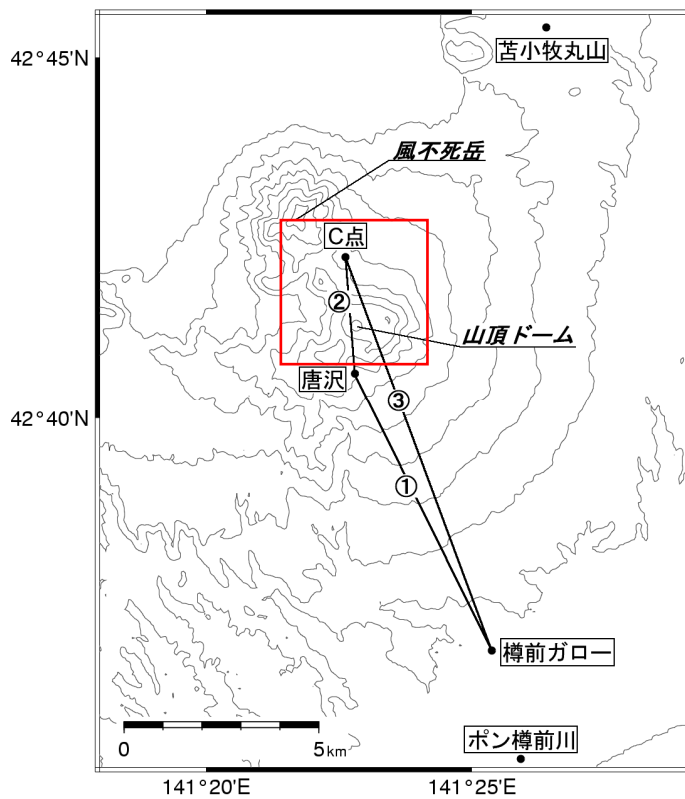 42°45'N
苫小牧丸山
風不死岳
C点
②
山頂ドーム
唐沢
42°40'N
③
①
樽前ガロー
ポン樽前川
0 5km
141°20'E 141°25'E